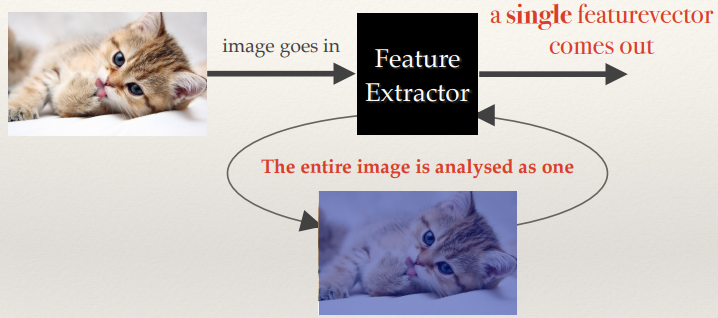 a single featurevector
comes out
image goes in
Feature
Extractor
The entire image is analysed as one